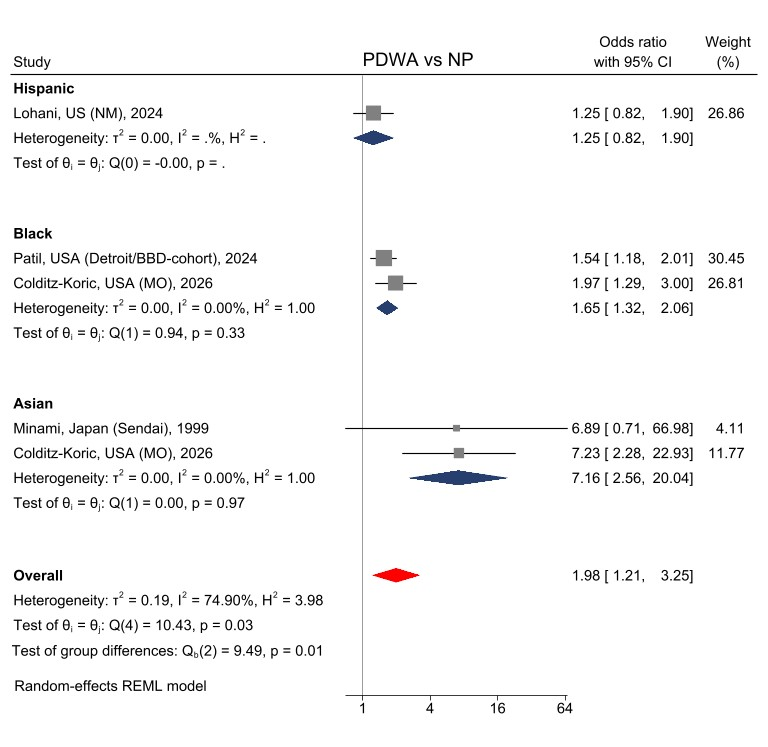 Odds ratio Weight
Study PDWA vs NP with 95% CI (%)
Hispanic
Lohani, US (NM), 2024 1.25 [ 0.82, 1.90] 26.86
Heterogeneity: τ² = 0.00, I² = .%, H² = . 1.25 [ 0.82, 1.90]
Test of θᵢ = θⱼ: Q(0) = -0.00, p = .
Black
Patil, USA (Detroit/BBD-cohort), 2024 1.54 [ 1.18, 2.01] 30.45
Colditz-Koric, USA (MO), 2026 1.97 [ 1.29, 3.00] 26.81
Heterogeneity: τ² = 0.00, I² = 0.00%, H² = 1.00 1.65 [ 1.32, 2.06]
Test of θᵢ = θⱼ: Q(1) = 0.94, p = 0.33
Asian
Minami, Japan (Sendai), 1999 6.89 [ 0.71, 66.98] 4.11
Colditz-Koric, USA (MO), 2026 7.23 [ 2.28, 22.93] 11.77
Heterogeneity: τ² = 0.00, I² = 0.00%, H² = 1.00 7.16 [ 2.56, 20.04]
Test of θᵢ = θⱼ: Q(1) = 0.00, p = 0.97
Overall 1.98 [ 1.21, 3.25]
Heterogeneity: τ² = 0.19, I² = 74.90%, H² = 3.98
Test of θᵢ = θⱼ: Q(4) = 10.43, p = 0.03
Test of group differences: Q_b(2) = 9.49, p = 0.01
Random-effects REML model
1 4 16 64